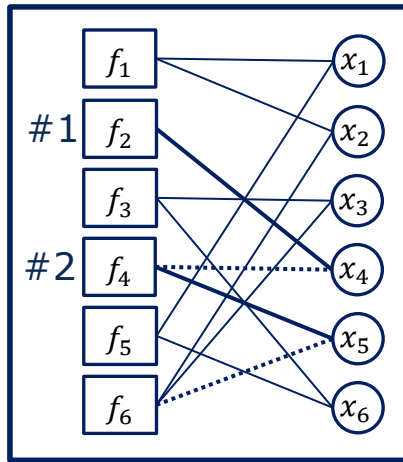 f₁ x₁
#1 f₂ x₂
f₃ x₃
#2 f₄ x₄
f₅ x₅
f₆ x₆